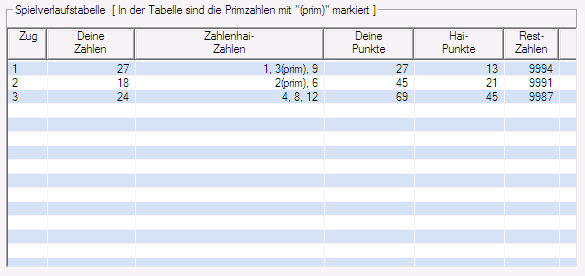 Spielverlaufstabelle [ In der Tabelle sind die Primzahlen mit "(prim)" markiert ]
Zug Deine Zahlenhai- Deine Hai- Rest-
Zahlen Zahlen Punkte Punkte Zahlen
1 27 1, 3(prim), 9 27 13 9994
2 18 2(prim), 6 45 21 9991
3 24 4, 8, 12 69 45 9987